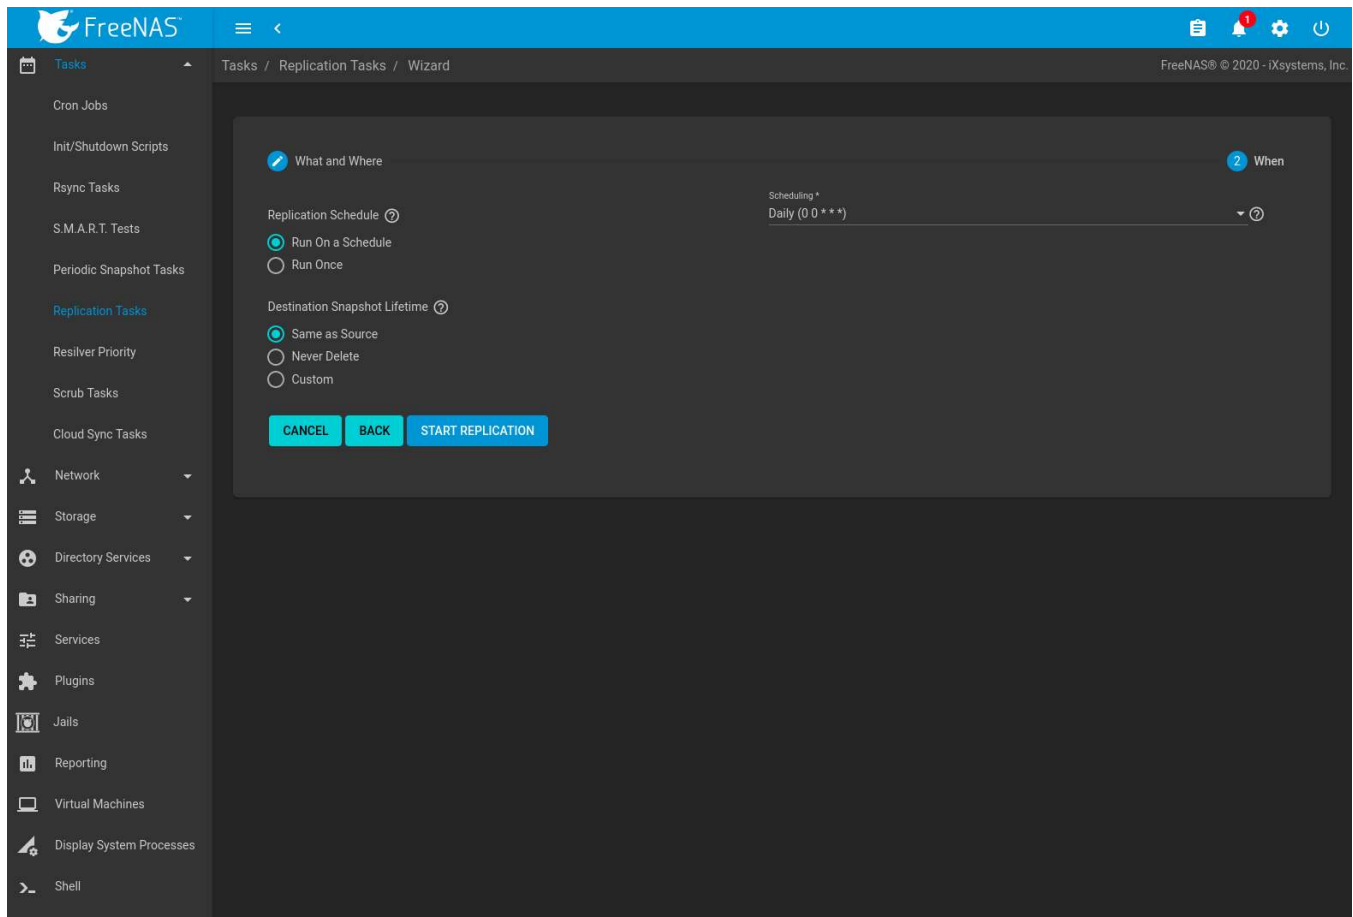 FreeNAS™
1
Tasks
Tasks / Replication Tasks / Wizard
FreeNAS® © 2020 - iXsystems, Inc.
Cron Jobs
Init/Shutdown Scripts
Rsync Tasks
S.M.A.R.T. Tests
Periodic Snapshot Tasks
Replication Tasks
Resilver Priority
Scrub Tasks
Cloud Sync Tasks
Network
Storage
Directory Services
Sharing
Services
Plugins
Jails
Reporting
Virtual Machines
Display System Processes
Shell
What and Where
2 When
Replication Schedule
Run On a Schedule
Run Once
Scheduling *
Daily (0 0 * * *)
Destination Snapshot Lifetime
Same as Source
Never Delete
Custom
CANCEL BACK START REPLICATION